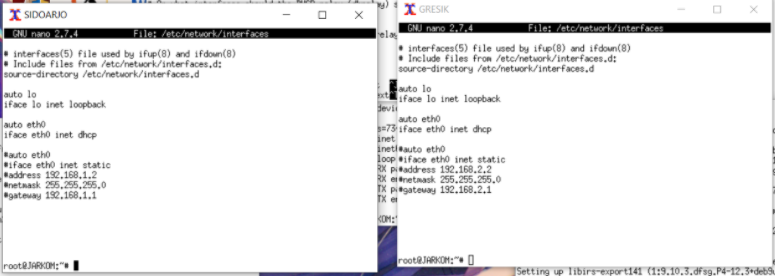 SIDOARJO
GNU nano 2.7.4 File: /etc/network/interfaces
# interfaces(5) file used by ifup(8) and ifdown(8)
# Include files from /etc/network/interfaces.d:
source-directory /etc/network/interfaces.d
auto lo
iface lo inet loopback
auto eth0
iface eth0 inet dhcp
#auto eth0
#iface eth0 inet static
#address 192.168.1.2
#netmask 255.255.255.0
#gateway 192.168.1.1
root@JARKOM:~#
GRESIK
GNU nano 2.7.4 File: /etc/network/interfaces
# interfaces(5) file used by ifup(8) and ifdown(8)
# Include files from /etc/network/interfaces.d:
source-directory /etc/network/interfaces.d
auto lo
iface lo inet loopback
auto eth0
iface eth0 inet dhcp
#auto eth0
#iface eth0 inet static
#address 192.168.2.2
#netmask 255.255.255.0
#gateway 192.168.2.1
root@JARKOM:~#
Setting up libirs-export141 (1:9.10.3.dfsg.P4-12.3+deb9u